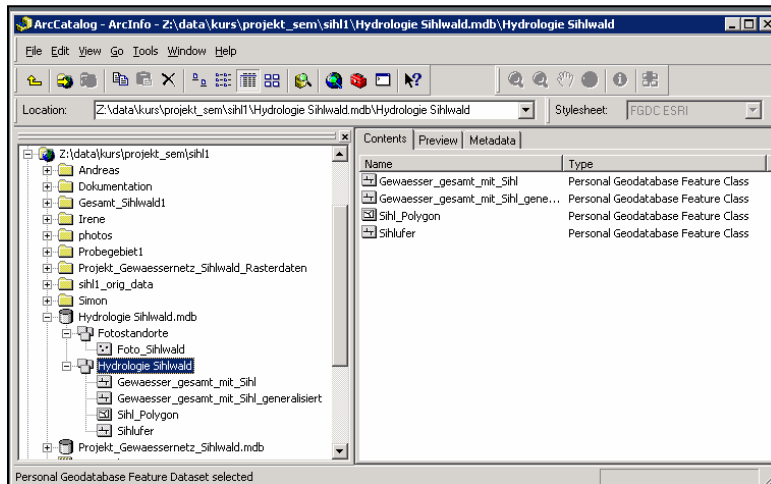 ArcCatalog - ArcInfo - Z:\data\kurs\projekt_sem\sihl1\Hydrologie Sihlwald.mdb\Hydrologie Sihlwald
File Edit View Go Tools Window Help
Location: Z:\data\kurs\projekt_sem\sihl1\Hydrologie Sihlwald.mdb\Hydrologie Sihlwald Stylesheet: FGDC ESRI
Z:\data\kurs\projekt_sem\sihl1
Andreas
Dokumentation
Gesamt_Sihlwald1
Irene
photos
Probegebiet1
Projekt_Gewaessernetz_Sihlwald_Rasterdaten
sihl1_orig_data
Simon
Hydrologie Sihlwald.mdb
Fotostandorte
Foto_Sihlwald
Hydrologie Sihlwald
Gewaesser_gesamt_mit_Sihl
Gewaesser_gesamt_mit_Sihl_generalisiert
Sihl_Polygon
Sihlufer
Projekt_Gewaessernetz_Sihlwald.mdb
Contents Preview Metadata
Name Type
Gewaesser_gesamt_mit_Sihl Personal Geodatabase Feature Class
Gewaesser_gesamt_mit_Sihl_gene... Personal Geodatabase Feature Class
Sihl_Polygon Personal Geodatabase Feature Class
Sihlufer Personal Geodatabase Feature Class
Personal Geodatabase Feature Dataset selected